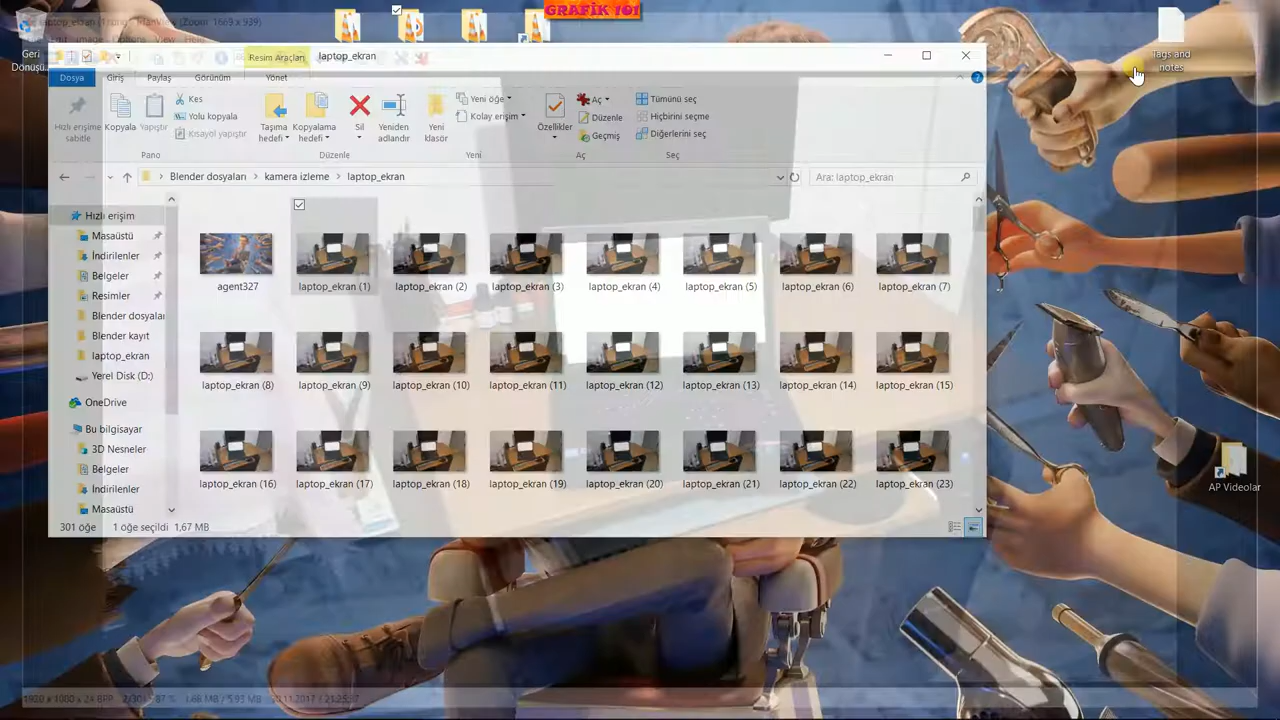 GRAFİK 101
laptop_ekran
Resim Araçları
Dosya
Giriş
Paylaş
Görünüm
Yönet
Hızlı erişime sabitle
Kopyala
Yapıştır
Kes
Yolu kopyala
Kısayol yapıştır
Taşıma hedefi
Kopyalama hedefi
Sil
Yeniden adlandır
Yeni klasör
Yeni öğe
Kolay erişim
Özellikler
Aç
Düzenle
Geçmiş
Tümünü seç
Hiçbirini seçme
Diğerlerini seç
Pano
Düzenle
Yeni
Aç
Seç
Blender dosyaları > kamera izleme > laptop_ekran
Ara: laptop_ekran
Hızlı erişim
Masaüstü
İndirilenler
Belgeler
Resimler
Blender dosyaları
Blender kayıt
laptop_ekran
Yerel Disk (D:)
OneDrive
Bu bilgisayar
3D Nesneler
Belgeler
İndirilenler
Masaüstü
agent327
laptop_ekran (1)
laptop_ekran (2)
laptop_ekran (3)
laptop_ekran (4)
laptop_ekran (5)
laptop_ekran (6)
laptop_ekran (7)
laptop_ekran (8)
laptop_ekran (9)
laptop_ekran (10)
laptop_ekran (11)
laptop_ekran (12)
laptop_ekran (13)
laptop_ekran (14)
laptop_ekran (15)
laptop_ekran (16)
laptop_ekran (17)
laptop_ekran (18)
laptop_ekran (19)
laptop_ekran (20)
laptop_ekran (21)
laptop_ekran (22)
laptop_ekran (23)
301 öğe
1 öğe seçildi 1,67 MB
Geri
Dönüşü...
Tags and
notes
AP Videolar